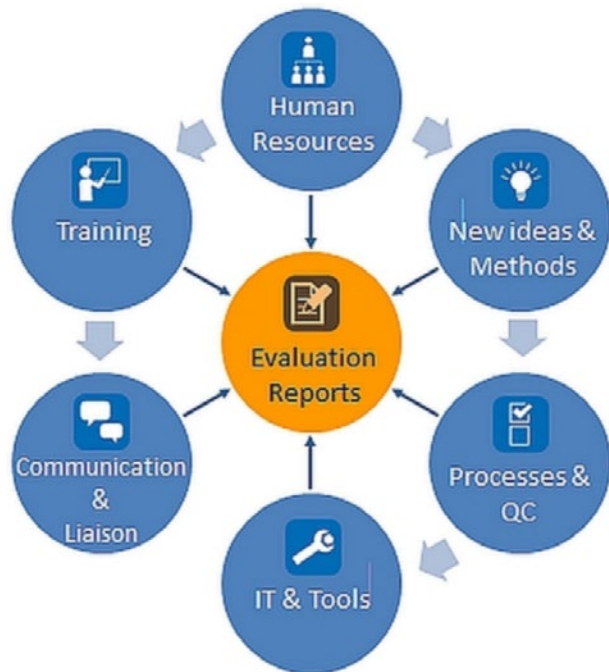 Human
Resources
Training
New ideas &
Methods
Evaluation
Reports
Communication
&
Liaison
Processes &
QC
IT & Tools